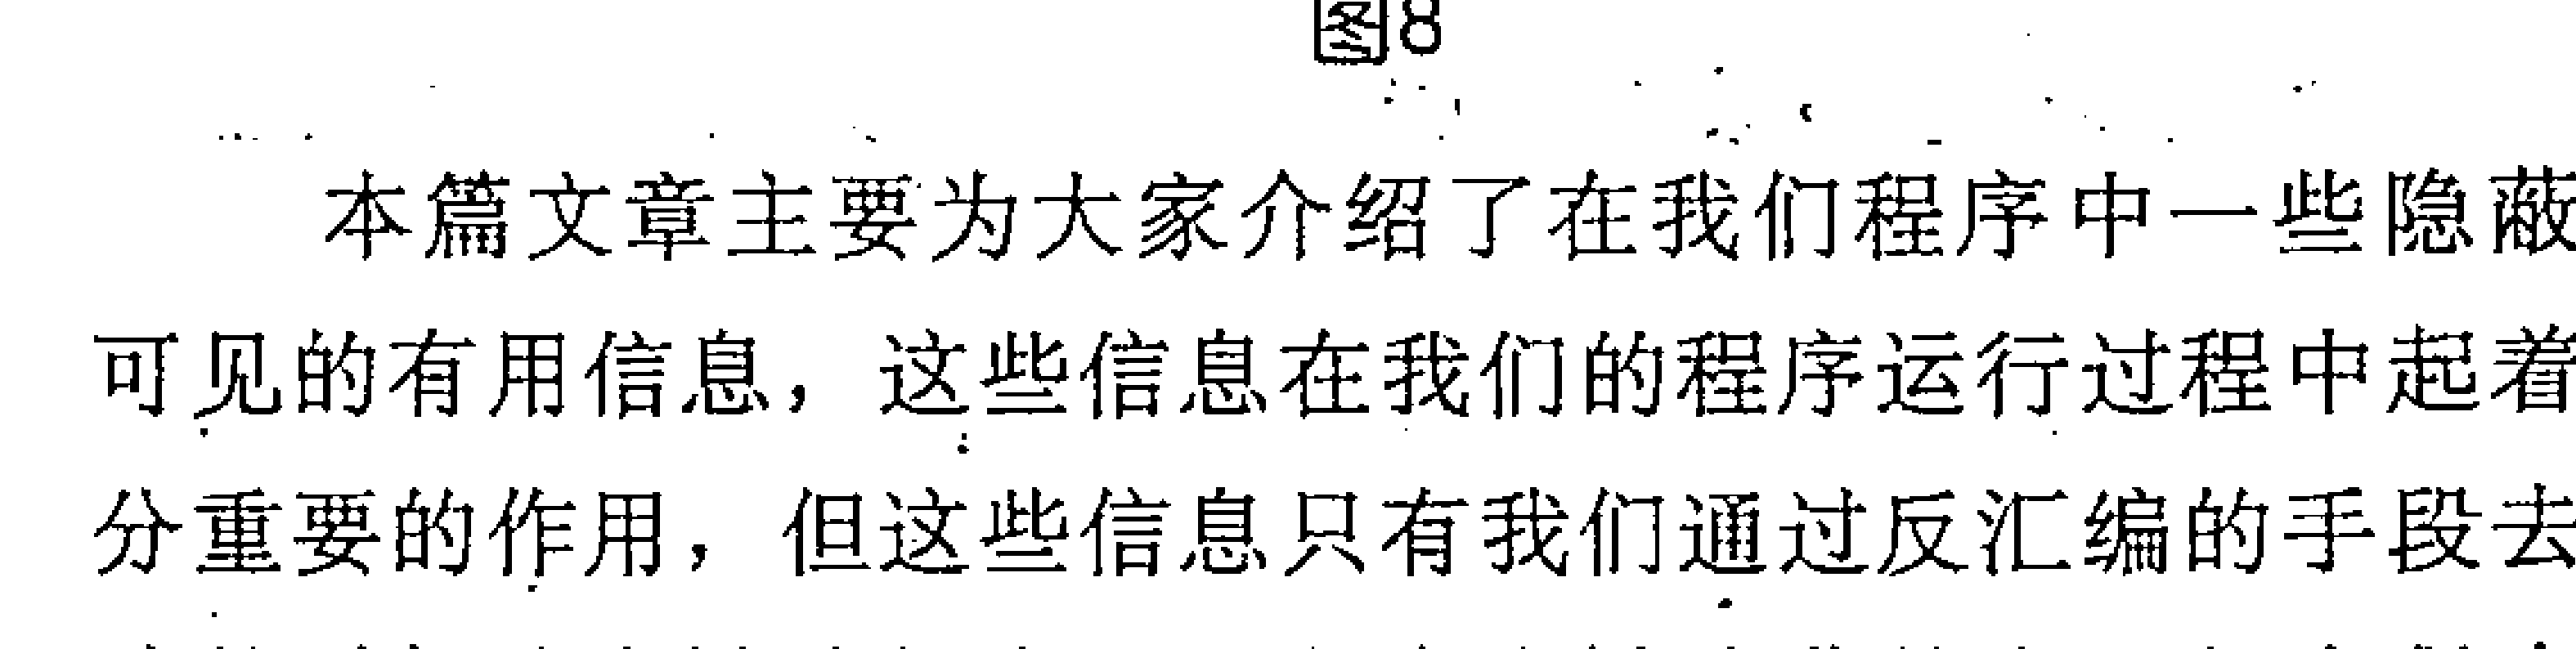 图8
本篇文章主要为大家介绍了在我们程序中一些隐蔽
可见的有用信息，这些信息在我们的程序运行过程中起着
分重要的作用，但这些信息只有我们通过反汇编的手段去